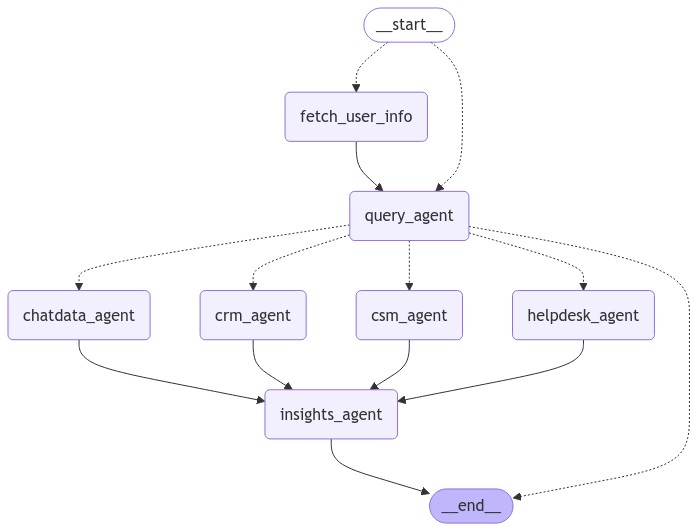 __start__
fetch_user_info
query_agent
chatdata_agent
crm_agent
csm_agent
helpdesk_agent
insights_agent
__end__